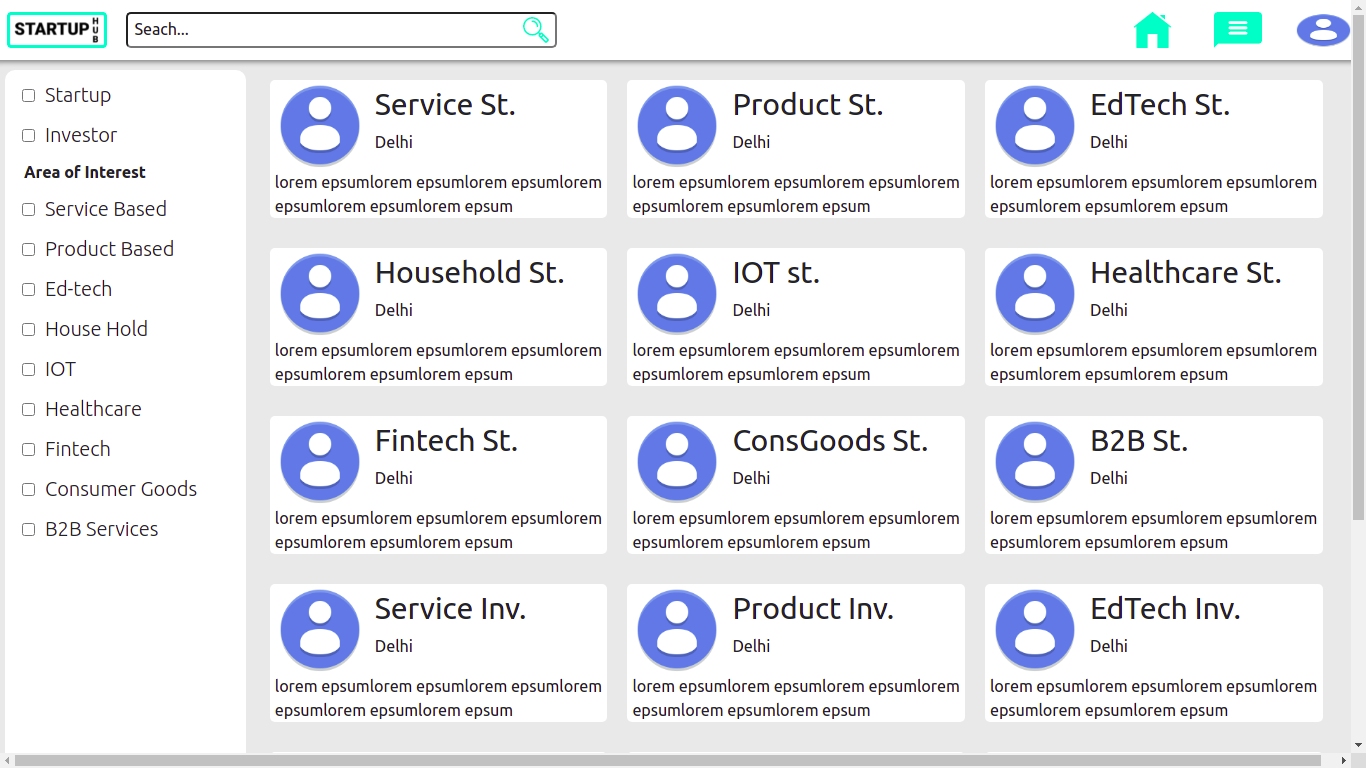 STARTUP HUB
Seach...
Startup
Investor
Area of Interest
Service Based
Product Based
Ed-tech
House Hold
IOT
Healthcare
Fintech
Consumer Goods
B2B Services
Service St.
Delhi
lorem epsumlorem epsumlorem epsumlorem
epsumlorem epsumlorem epsum
Product St.
Delhi
lorem epsumlorem epsumlorem epsumlorem
epsumlorem epsumlorem epsum
EdTech St.
Delhi
lorem epsumlorem epsumlorem epsumlorem
epsumlorem epsumlorem epsum
Household St.
Delhi
lorem epsumlorem epsumlorem epsumlorem
epsumlorem epsumlorem epsum
IOT st.
Delhi
lorem epsumlorem epsumlorem epsumlorem
epsumlorem epsumlorem epsum
Healthcare St.
Delhi
lorem epsumlorem epsumlorem epsumlorem
epsumlorem epsumlorem epsum
Fintech St.
Delhi
lorem epsumlorem epsumlorem epsumlorem
epsumlorem epsumlorem epsum
ConsGoods St.
Delhi
lorem epsumlorem epsumlorem epsumlorem
epsumlorem epsumlorem epsum
B2B St.
Delhi
lorem epsumlorem epsumlorem epsumlorem
epsumlorem epsumlorem epsum
Service Inv.
Delhi
lorem epsumlorem epsumlorem epsumlorem
epsumlorem epsumlorem epsum
Product Inv.
Delhi
lorem epsumlorem epsumlorem epsumlorem
epsumlorem epsumlorem epsum
EdTech Inv.
Delhi
lorem epsumlorem epsumlorem epsumlorem
epsumlorem epsumlorem epsum